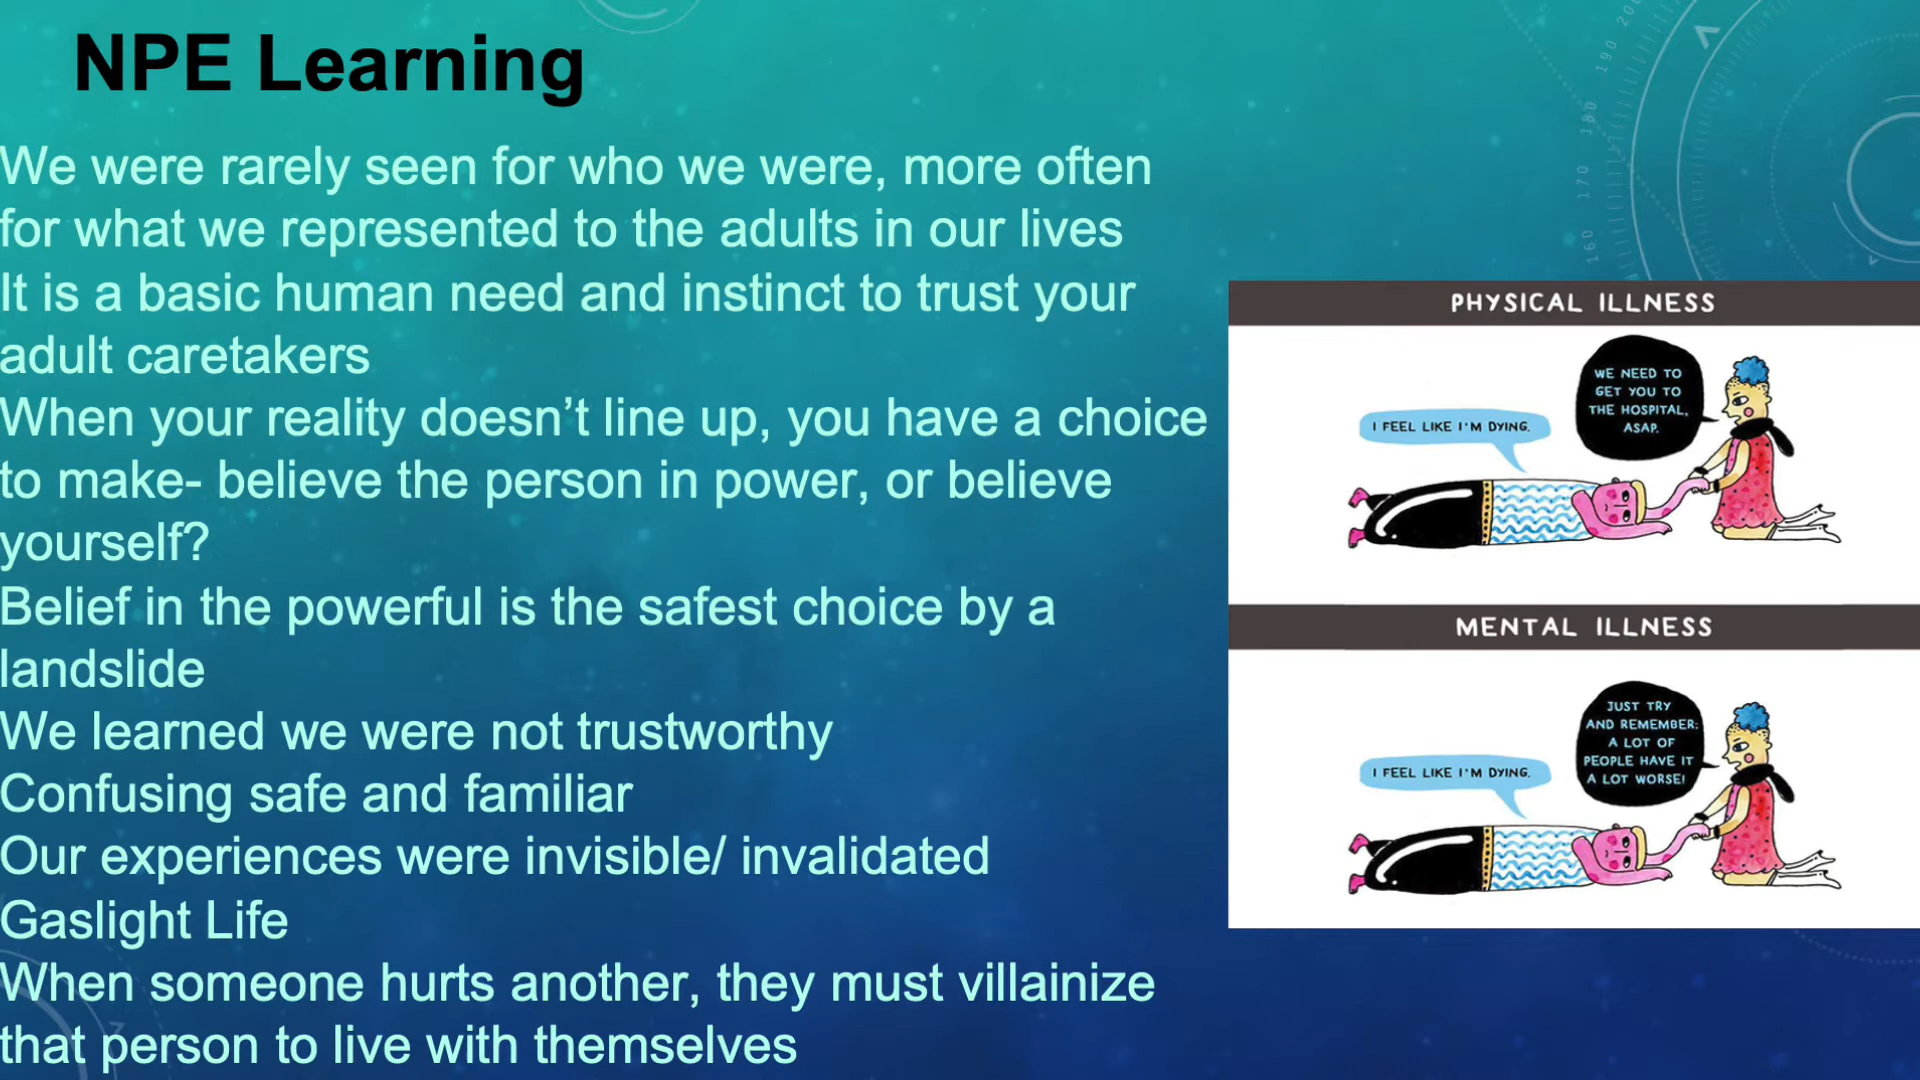 NPE Learning
We were rarely seen for who we were, more often
for what we represented to the adults in our lives
It is a basic human need and instinct to trust your
adult caretakers
When your reality doesn’t line up, you have a choice
to make- believe the person in power, or believe
yourself?
Belief in the powerful is the safest choice by a
landslide
We learned we were not trustworthy
Confusing safe and familiar
Our experiences were invisible/ invalidated
Gaslight Life
When someone hurts another, they must villainize
that person to live with themselves
PHYSICAL ILLNESS
I FEEL LIKE I'M DYING.
WE NEED TO
GET YOU TO
THE HOSPITAL,
ASAP.
MENTAL ILLNESS
I FEEL LIKE I'M DYING.
JUST TRY
AND REMEMBER:
A LOT OF
PEOPLE HAVE IT
A LOT WORSE!
160
170
180
190